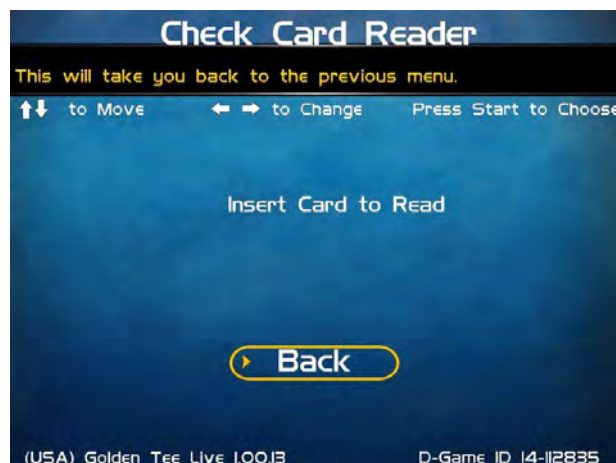 Check Card Reader
This will take you back to the previous menu.
to Move to Change Press Start to Choose
Insert Card to Read
Back
(USA) Golden Tee Live 1.00.13 D-Game ID 14-112835